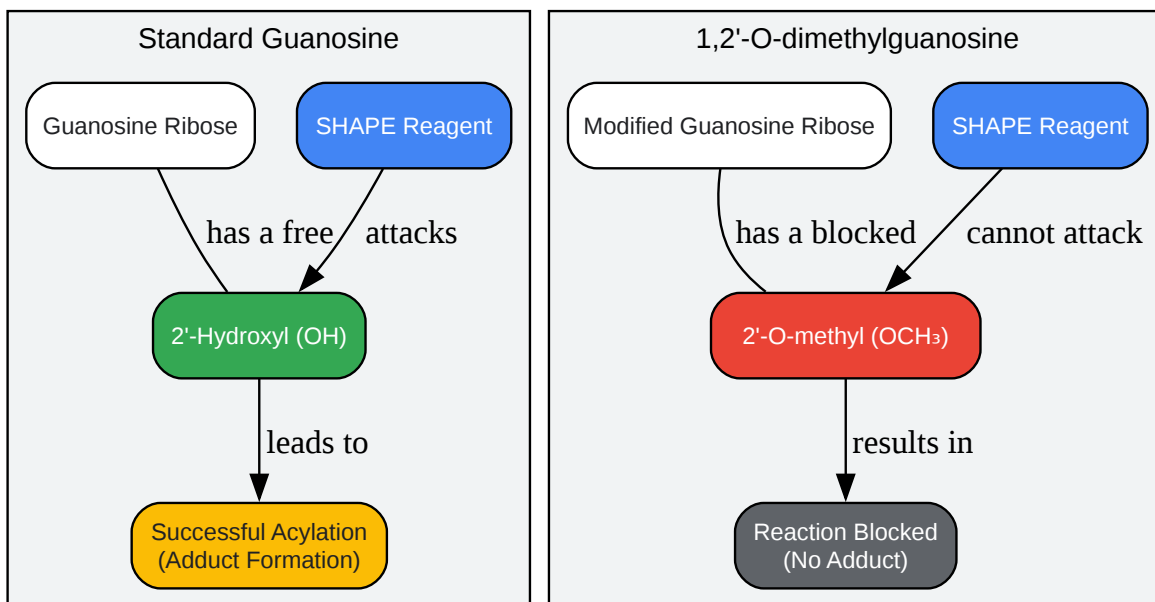 Standard Guanosine
Guanosine Ribose
SHAPE Reagent
has a free
attacks
2'-Hydroxyl (OH)
leads to
Successful Acylation
(Adduct Formation)
1,2'-O-dimethylguanosine
Modified Guanosine Ribose
SHAPE Reagent
has a blocked
cannot attack
2'-O-methyl (OCH₃)
results in
Reaction Blocked
(No Adduct)